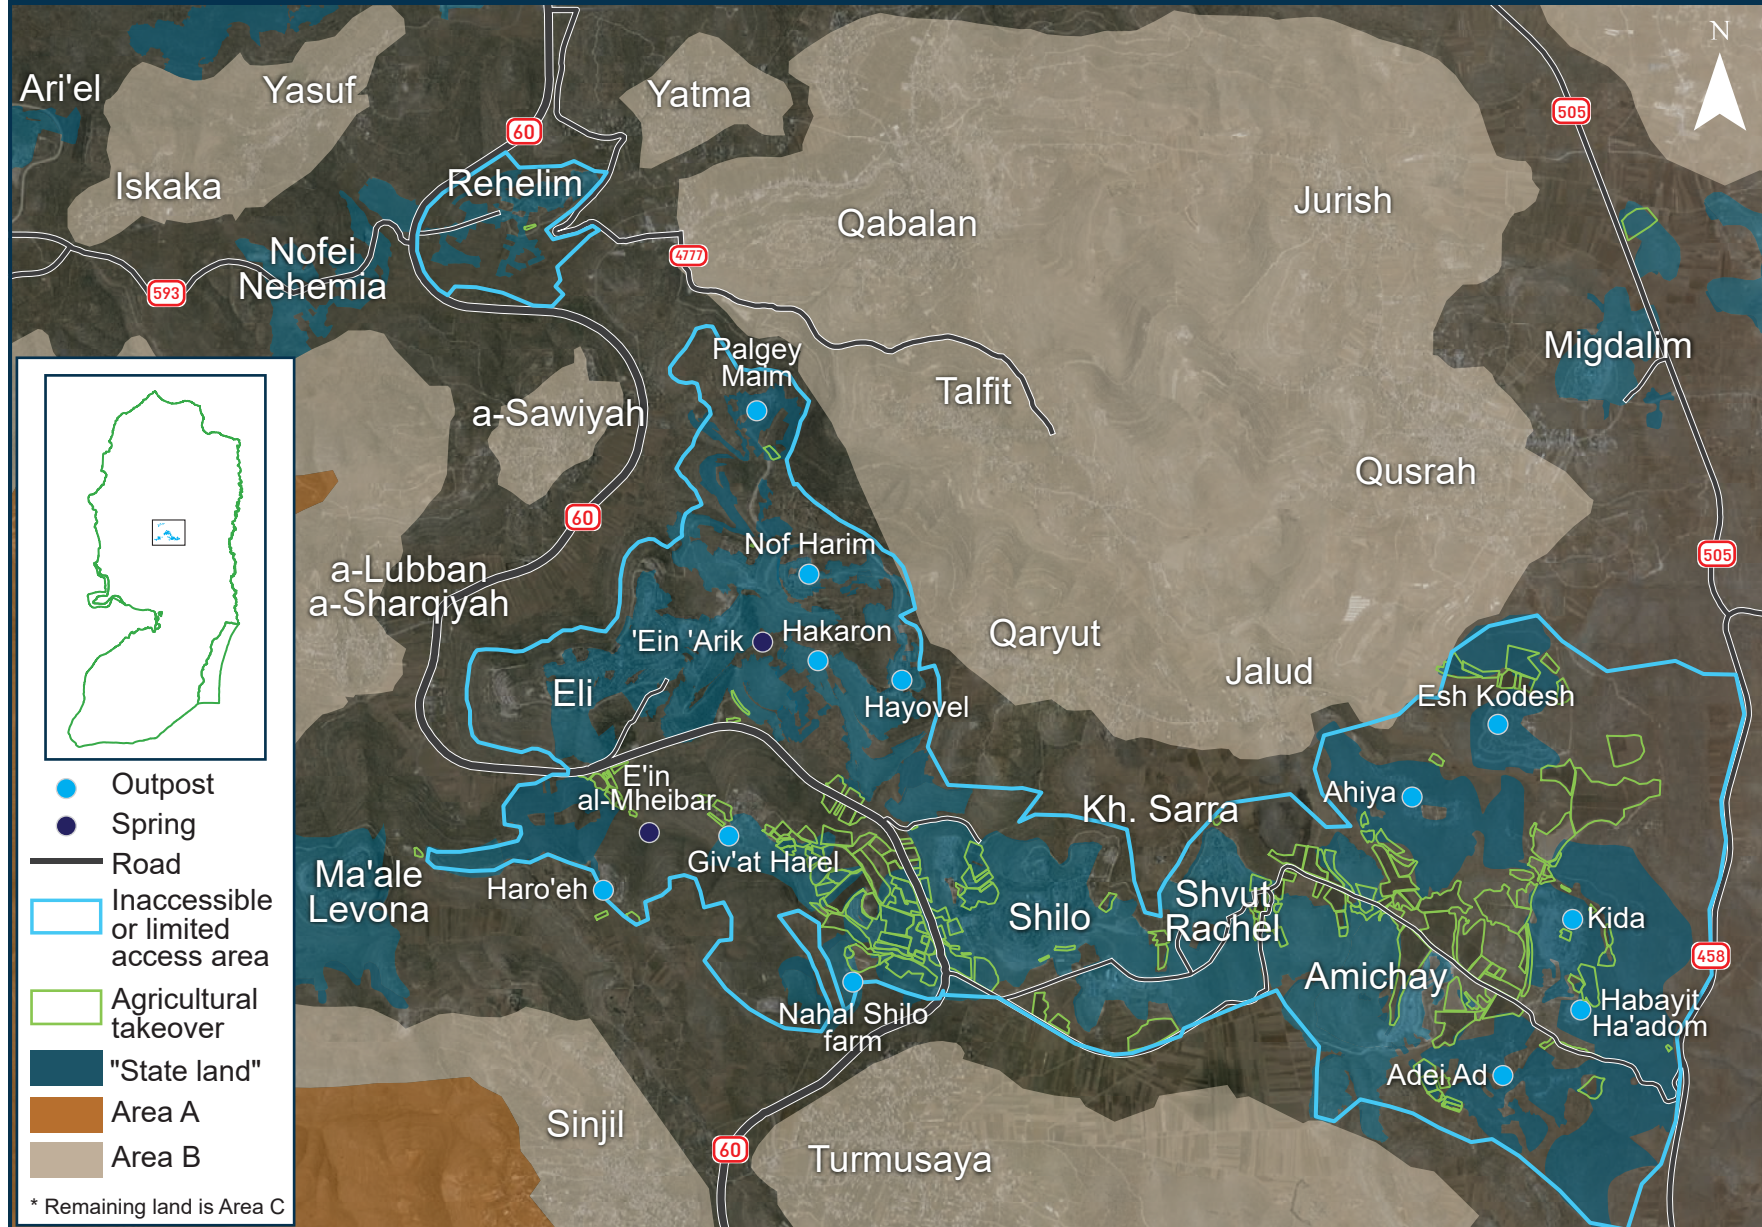 N
Ari'el
Yasuf
Yatma
505
60
Iskaka
Rehelim
Jurish
Qabalan
Nofei
Nehemia
4777
593
Palgey
Maim
Migdalim
Talfit
a-Sawiyah
Qusrah
60
505
Nof Harim
a-Lubban
a-Sharqiyah
'Ein 'Arik
Hakaron
Qaryut
Jalud
Eli
Hayovel
Esh Kodesh
E'in
al-Mheibar
Kh. Sarra
Ahiya
Giv'at Harel
Ma'ale
Levona
Haro'eh
Shilo
Shvut
Rachel
Kida
458
Amichay
Nahal Shilo
farm
Habayit
Ha'adom
Adei Ad
Sinjil
60
Turmusaya
Outpost
Spring
Road
Inaccessible
or limited
access area
Agricultural
takeover
"State land"
Area A
Area B
* Remaining land is Area C